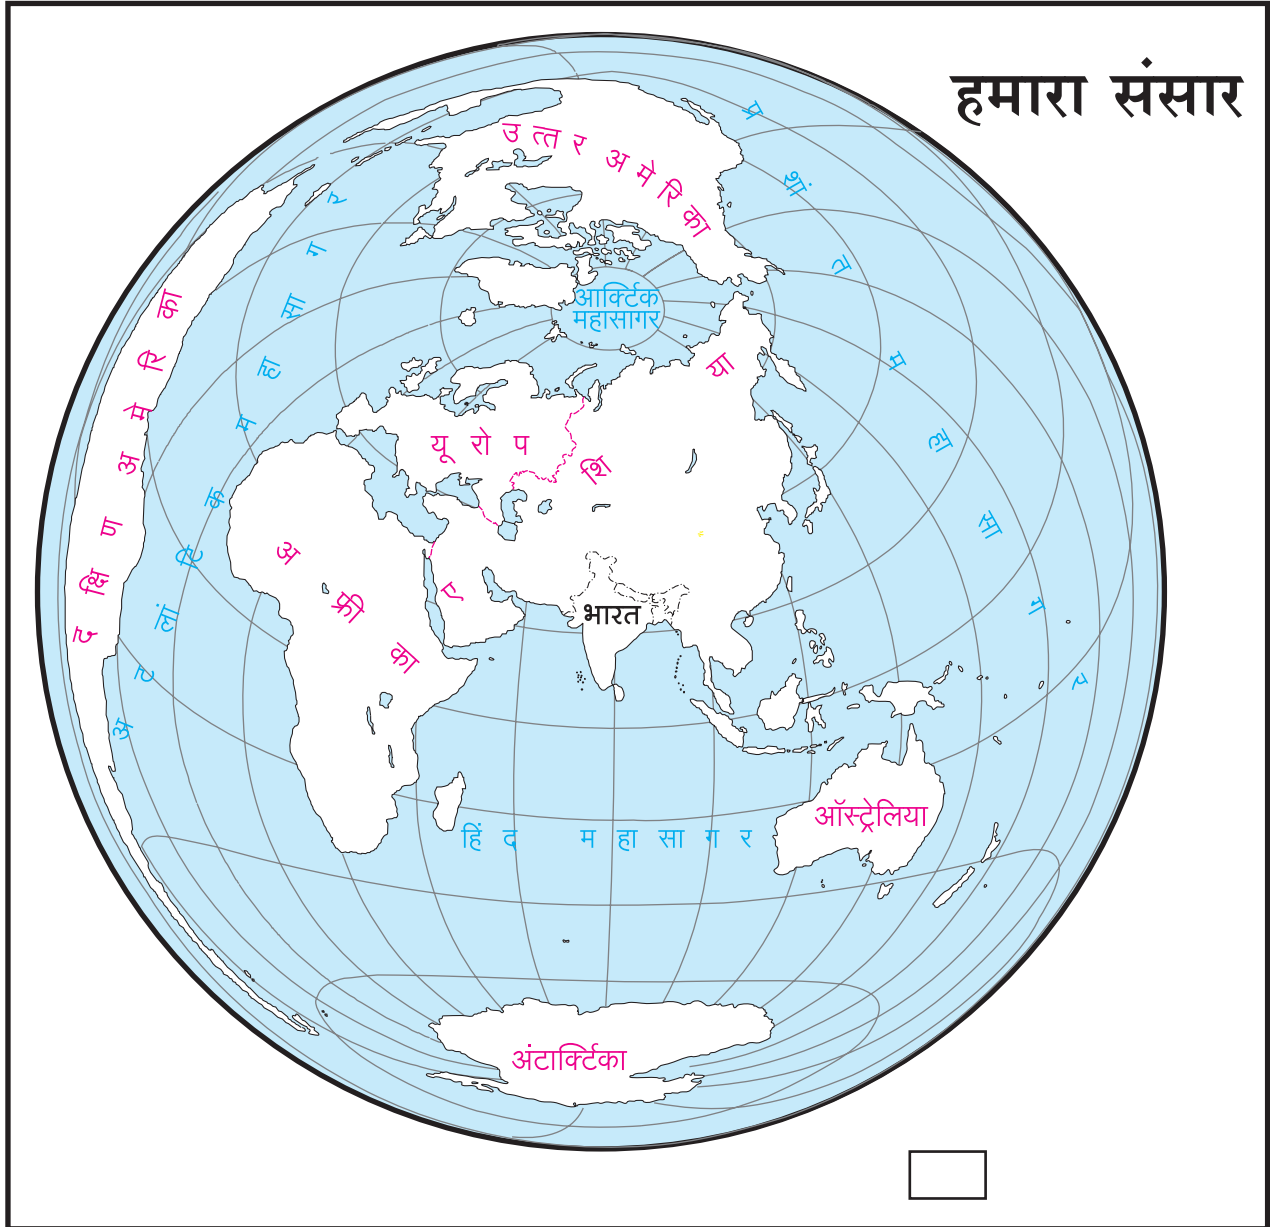 हमारा संसार
उत्तर अमेरिका
प्रशांत महासागर
आर्क्टिक
महासागर
दक्षिण अमेरिका
अटलांटिक महासागर
यूरोप
एशिया
अफ्रीका
भारत
ऑस्ट्रेलिया
हिंद महासागर
अंटार्क्टिका